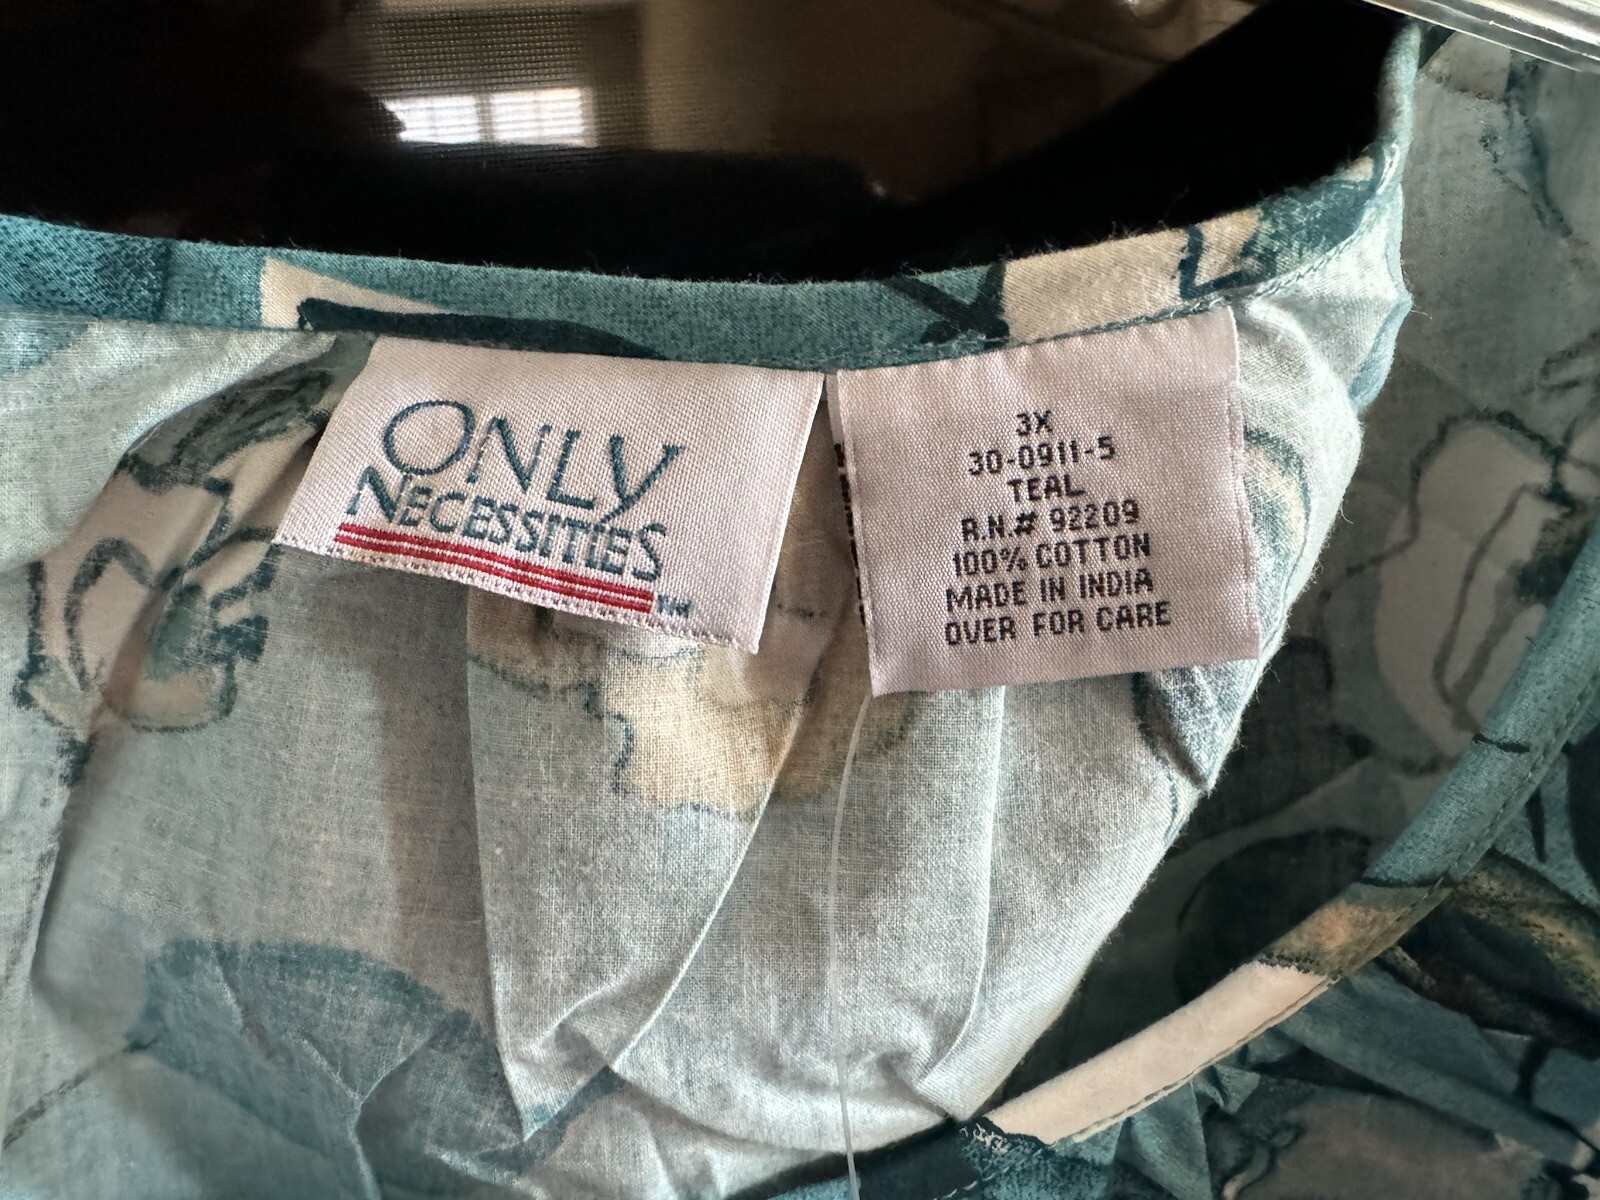 ONLY
NECESSITIES
TM
3X
30-0911-5
TEAL
R.N.# 92209
100% COTTON
MADE IN INDIA
OVER FOR CARE